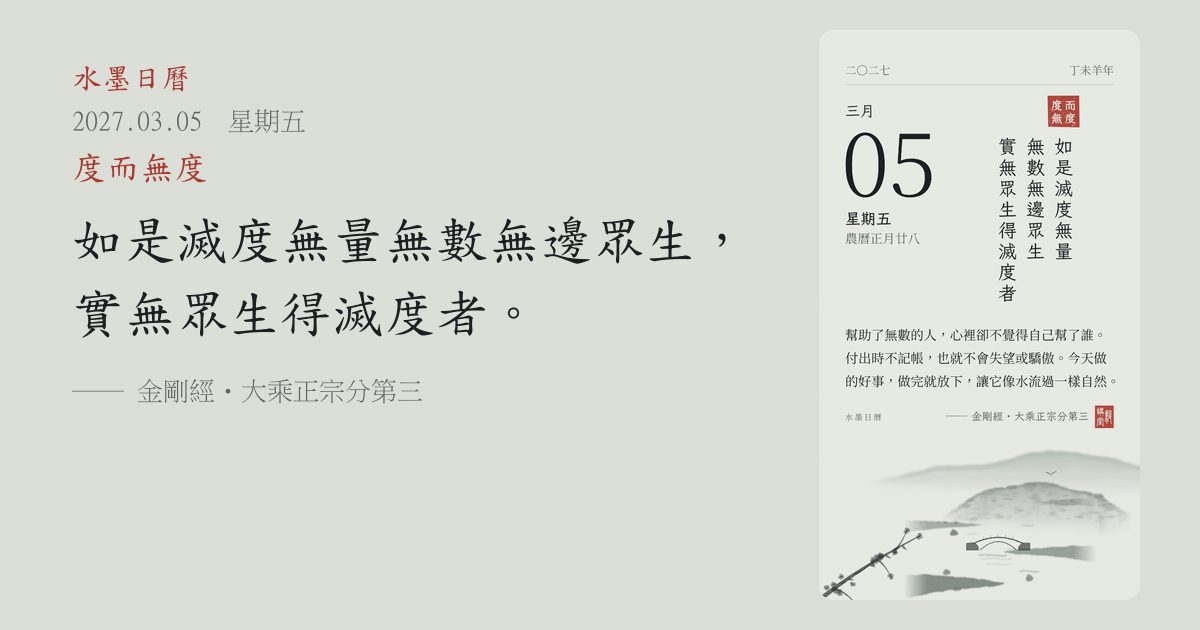 水墨日曆
2027.03.05 星期五
度而無度
如是滅度無量無數無邊眾生，
實無眾生得滅度者。
—— 金剛經・大乘正宗分第三
二〇二七
丁未羊年
三月
05
星期五
農曆正月廿八
而度
度無
如是滅度無量
無數無邊眾生
實無眾生得滅度者
幫助了無數的人，心裡卻不覺得自己幫了誰。
付出時不記帳，也就不會失望或驕傲。今天做
的好事，做完就放下，讓它像水流過一樣自然。
水墨日曆
—— 金剛經・大乘正宗分第三